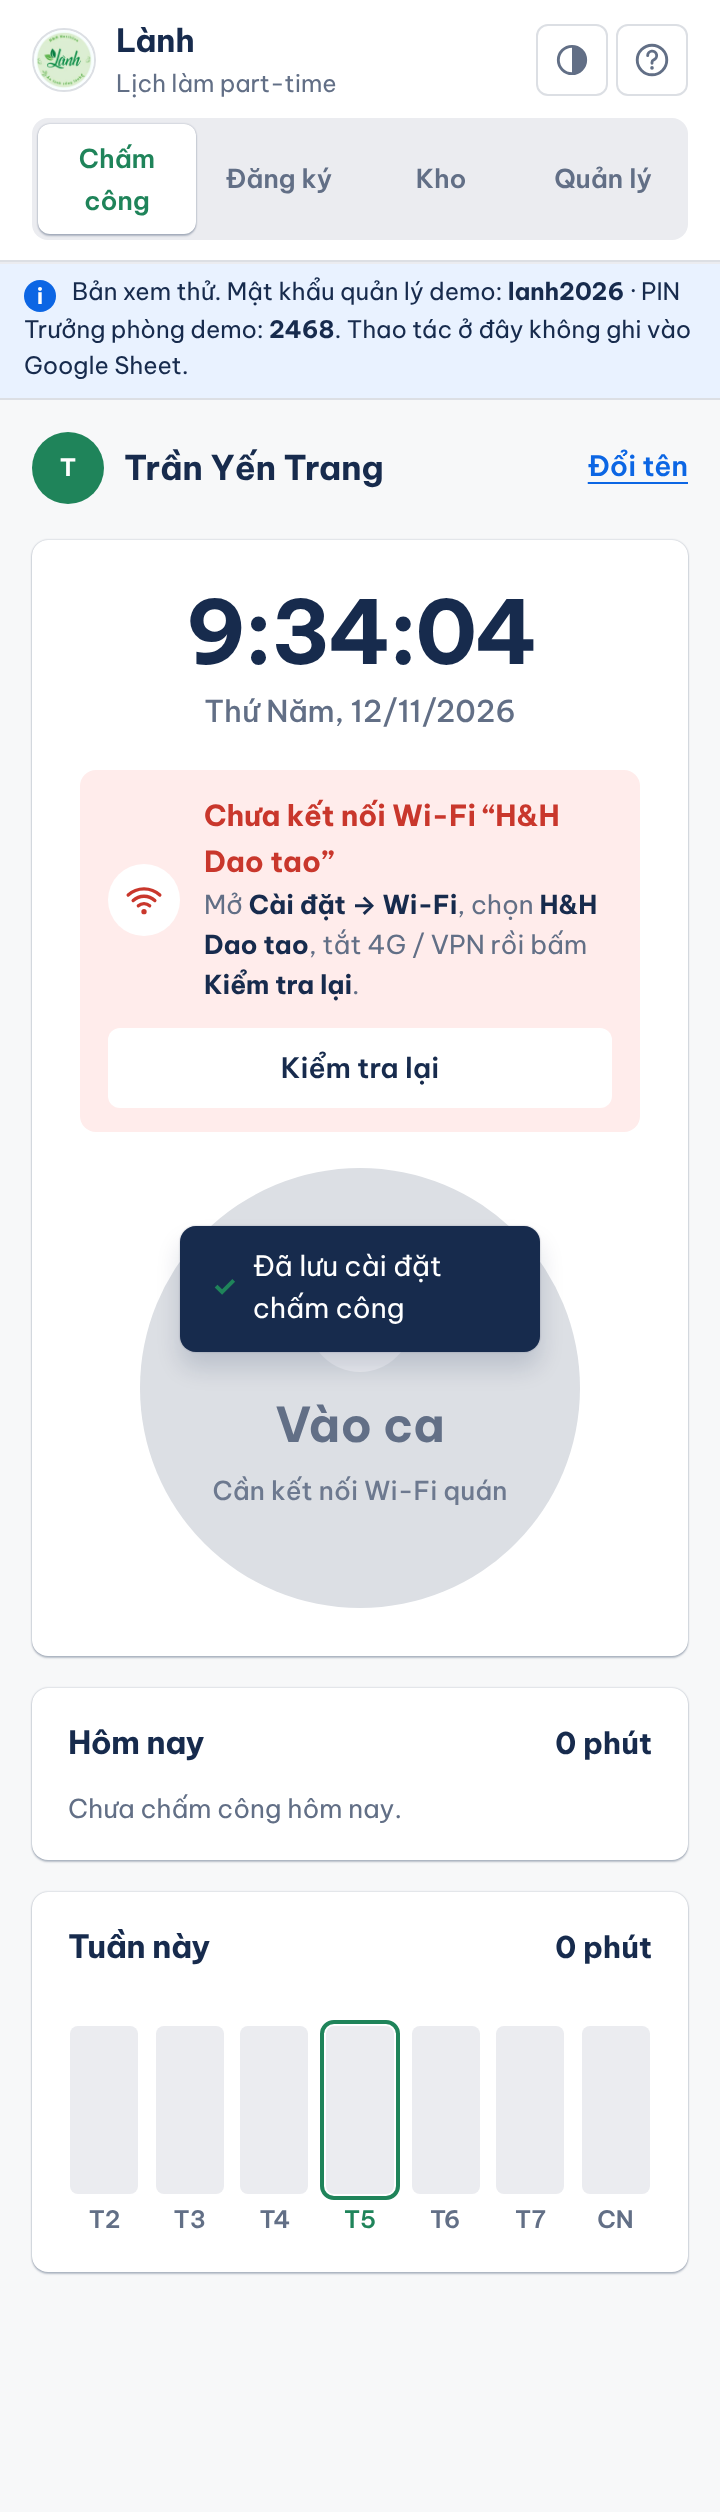 Lành
Lành
Lịch làm part-time
Chấm
công
Đăng ký
Kho
Quản lý
Bản xem thử. Mật khẩu quản lý demo: lanh2026 · PIN
Trưởng phòng demo: 2468. Thao tác ở đây không ghi vào
Google Sheet.
T
Trần Yến Trang
Đổi tên
9:34:04
Thứ Năm, 12/11/2026
Chưa kết nối Wi-Fi “H&H
Dao tao”
Mở Cài đặt → Wi-Fi, chọn H&H
Dao tao, tắt 4G / VPN rồi bấm
Kiểm tra lại.
Kiểm tra lại
Đã lưu cài đặt
chấm công
Vào ca
Cần kết nối Wi-Fi quán
Hôm nay
0 phút
Chưa chấm công hôm nay.
Tuần này
0 phút
T2
T3
T4
T5
T6
T7
CN